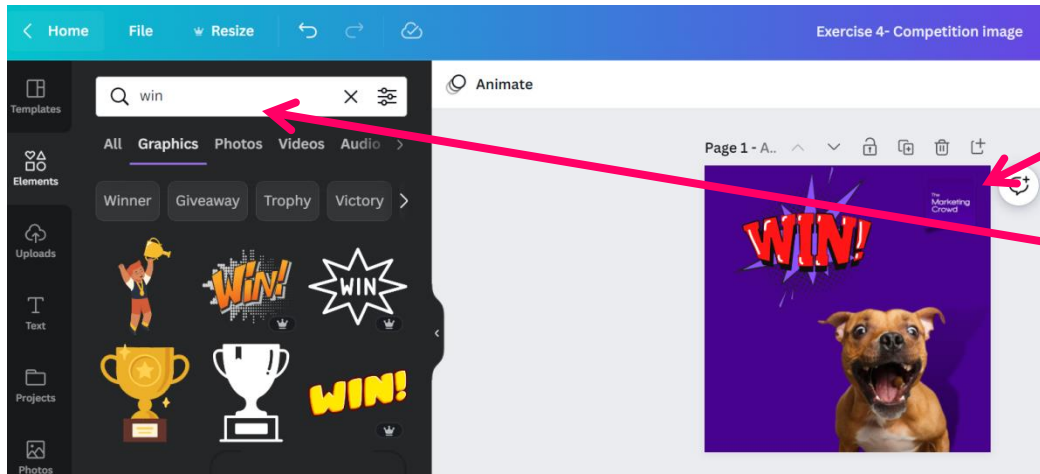 Home File Resize Exercise 4- Competition image
Templates
Elements
Uploads
Text
Projects
Photos
win
All Graphics Photos Videos Audio
Winner Giveaway Trophy Victory
WIN!
WIN
WIN!
Animate
Page 1 - A..
WIN!
The
Marketing
Crowd